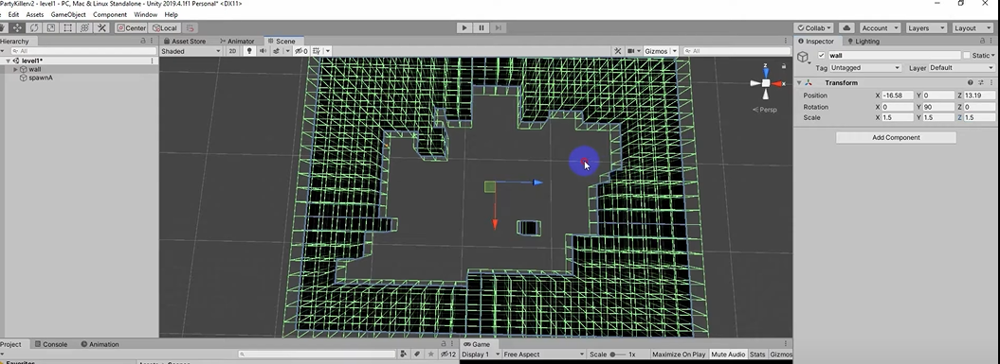 PartyKillerv2 - level1 - PC, Mac & Linux Standalone - Unity 2019.4.1f1 Personal* <DX11>
Edit Assets GameObject Component Window Help
Center Local Collab Account Layers Layout
Hierarchy Asset Store Animator Scene Inspector Lighting
All Shaded 2D 0 Gizmos All wall Static
level1*
Tag Untagged Layer Default
wall
spawnA
Transform
Position X -16.58 Y 0 Z 13.19
Rotation X 0 Y 90 Z 0
Scale X 1.5 Y 1.5 Z 1.5
z
x
Persp
Add Component
Project Console Animation Game
12 Display 1 Free Aspect Scale 1x Maximize On Play Mute Audio Stats Gizmos